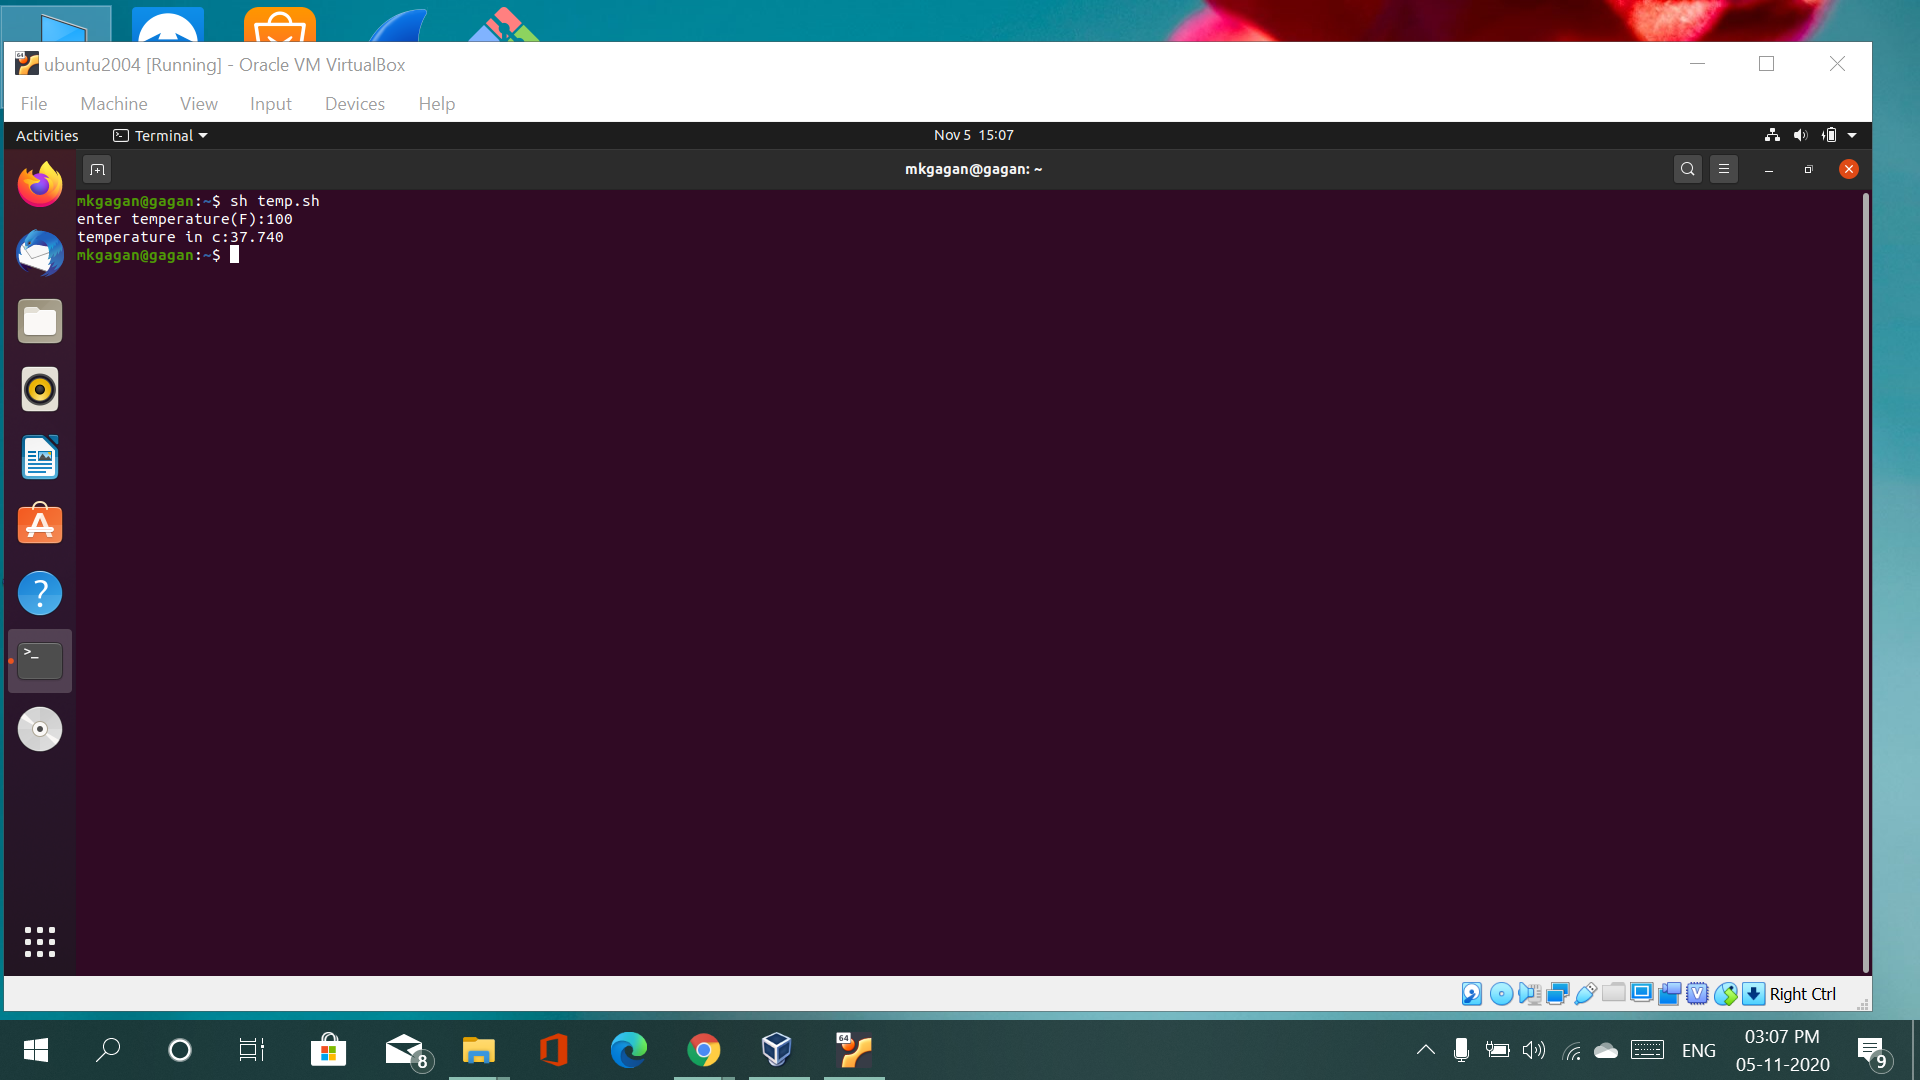 ubuntu2004 [Running] - Oracle VM VirtualBox
File Machine View Input Devices Help
Activities Terminal Nov 5 15:07
mkgagan@gagan: ~
mkgagan@gagan:~$ sh temp.sh
enter temperature(F):100
temperature in c:37.740
mkgagan@gagan:~$
Right Ctrl
8
64
ENG
03:07 PM
05-11-2020
9